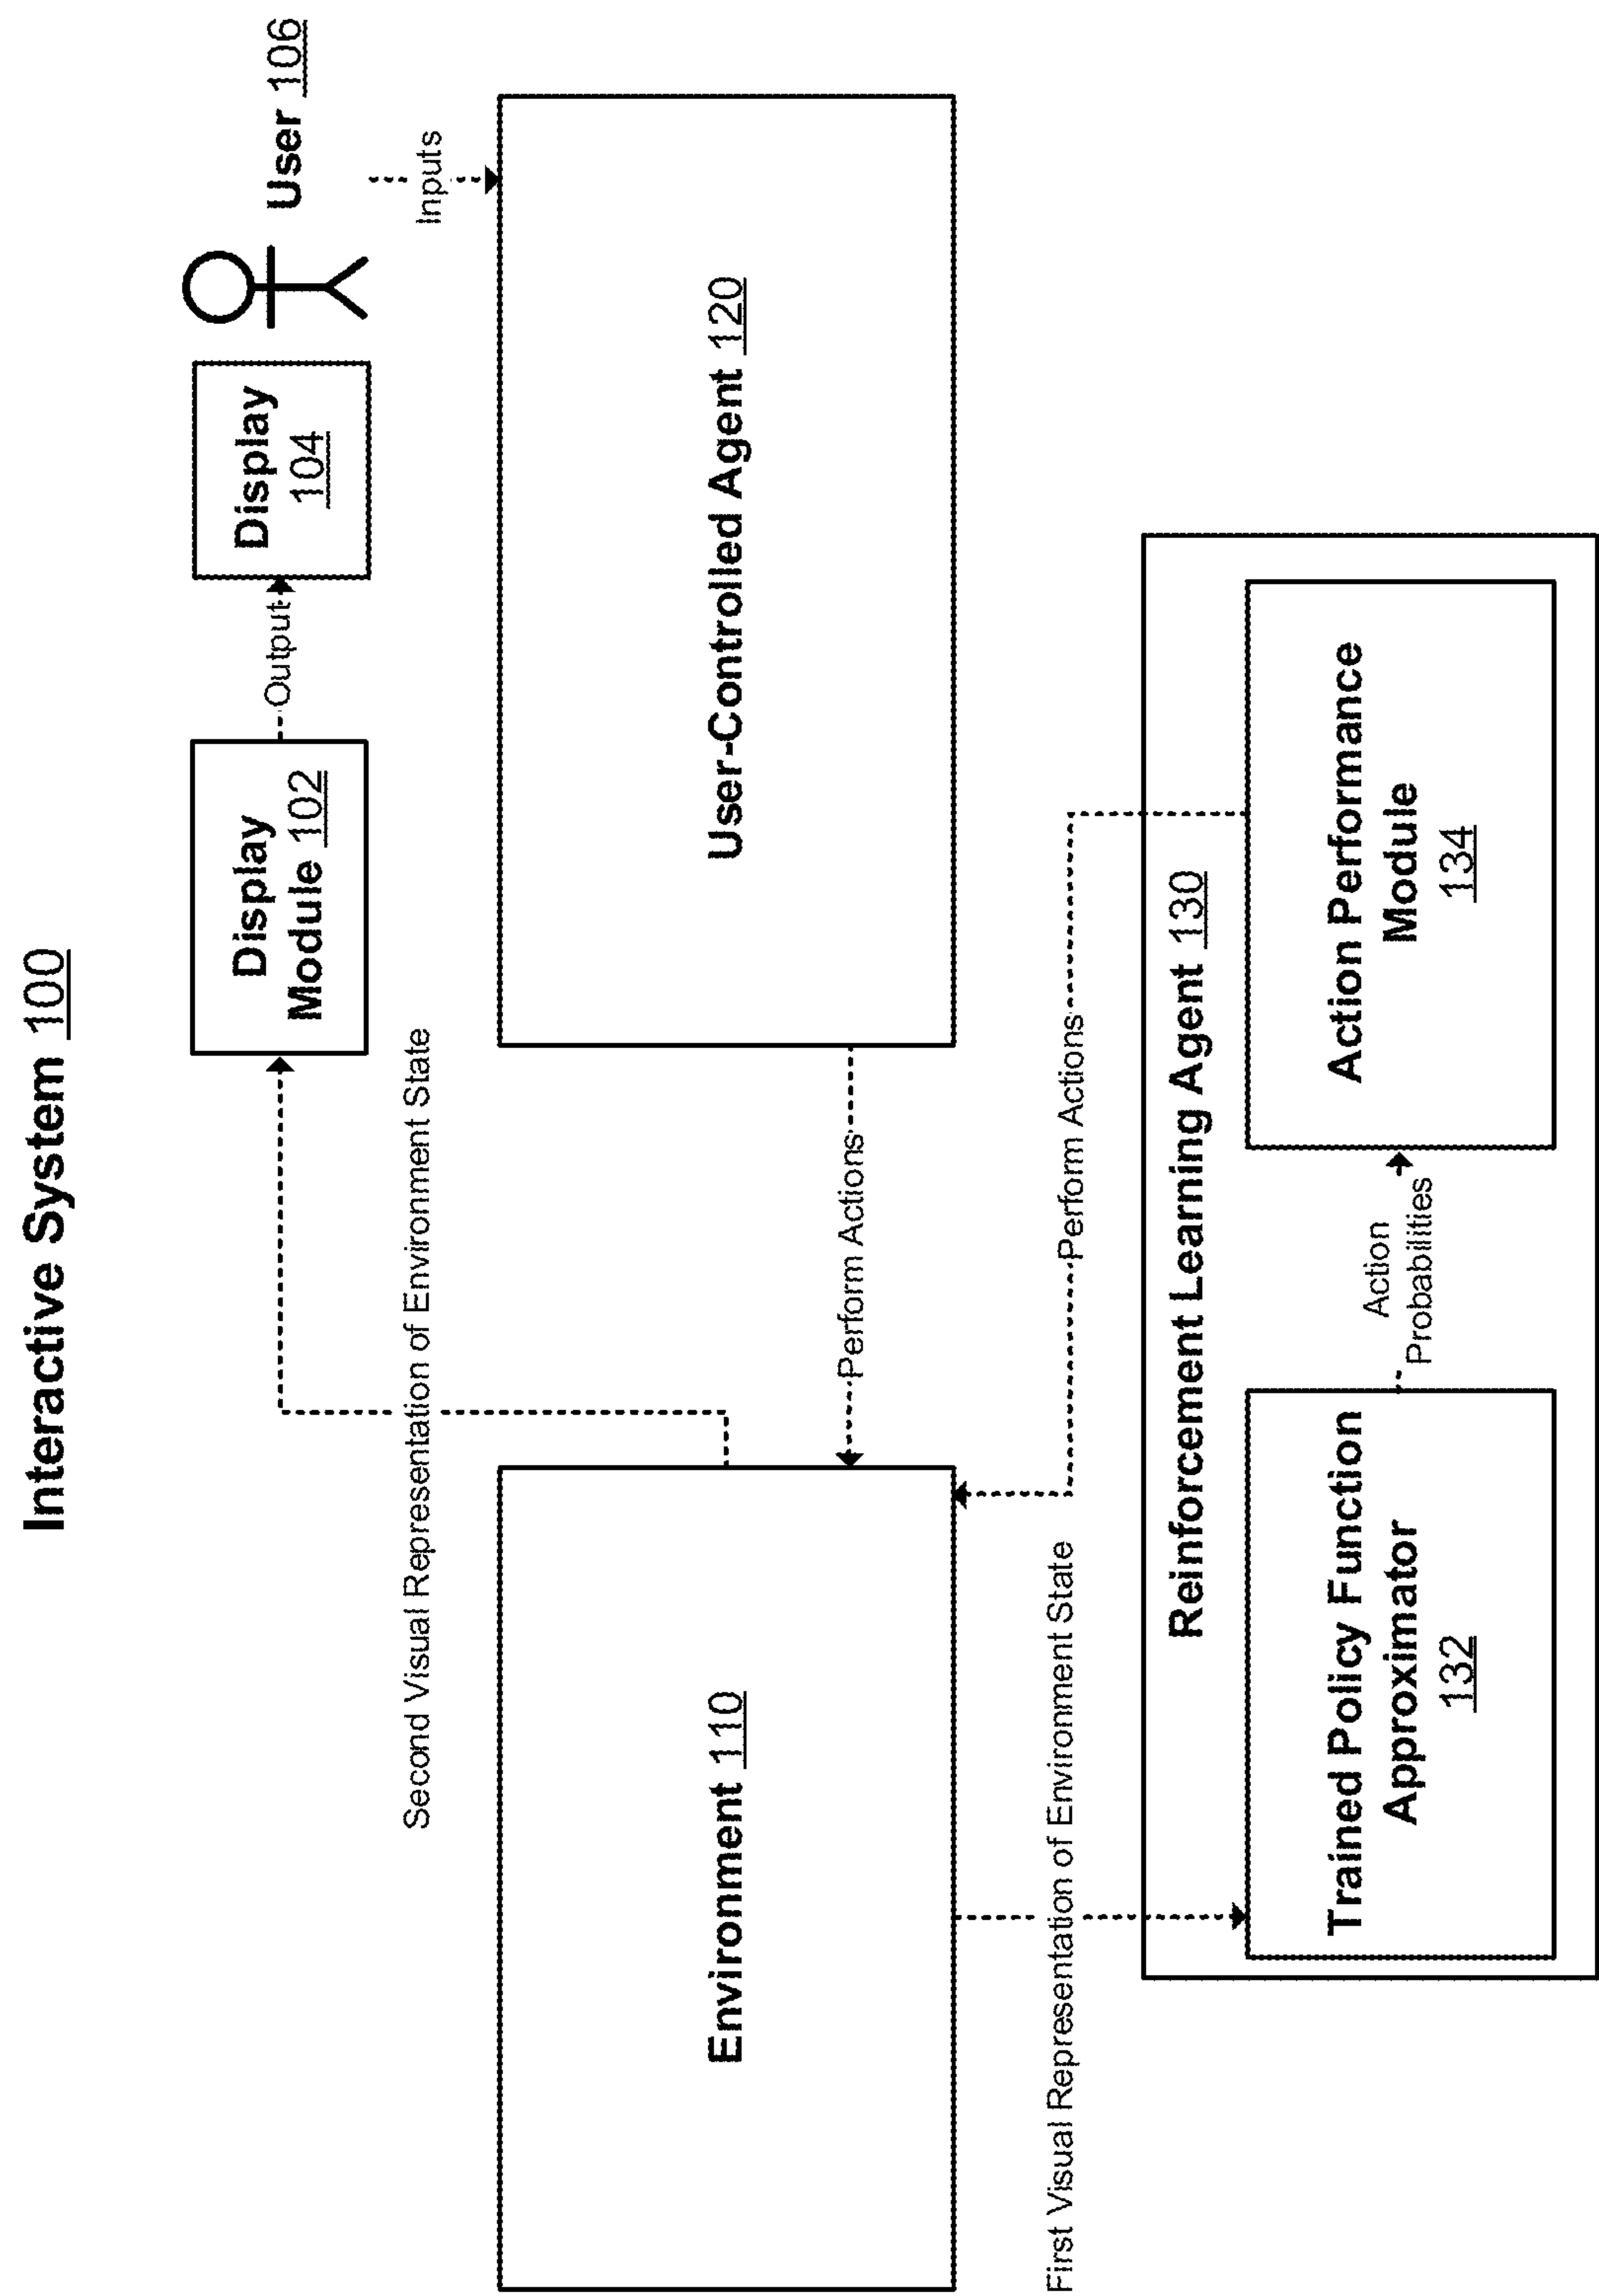 Interactive System 100
Display
Module 102
Output
Display
104
User 106
Second Visual Representation of Environment State
Inputs
Environment 110
Perform Actions
User-Controlled Agent 120
First Visual Representation of Environment State
Perform Actions
Reinforcement Learning Agent 130
Trained Policy Function
Approximator
132
Action
Probabilities
Action Performance
Module
134